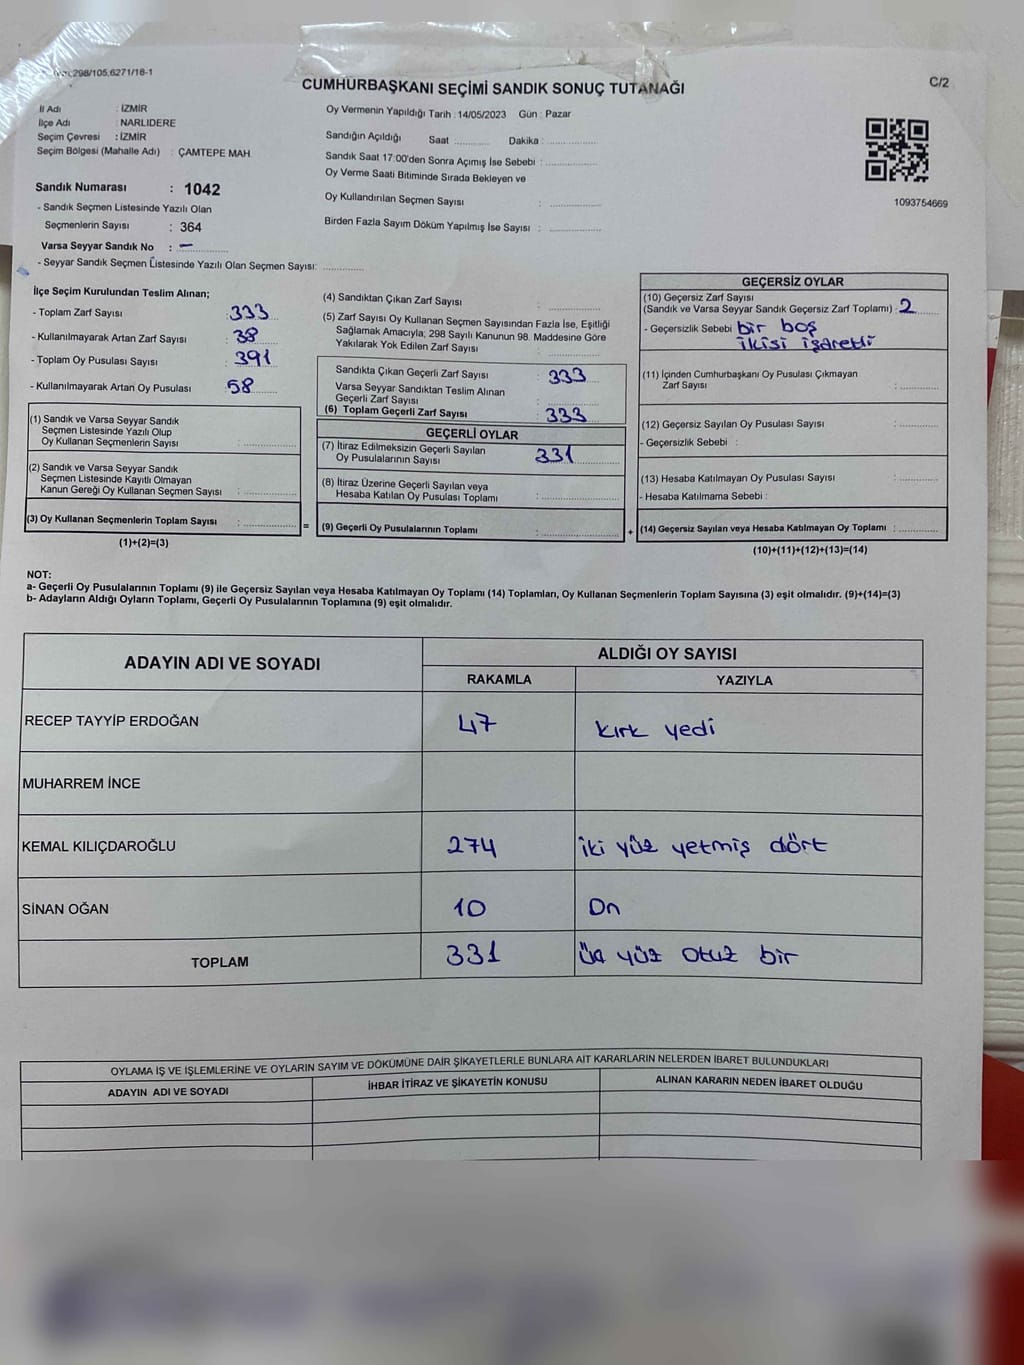 298/105,6271/18-1
CUMHURBAŞKANI SEÇİMİ SANDIK SONUÇ TUTANAĞI
C/2
İl Adı : İZMİR
İlçe Adı : NARLIDERE
Seçim Çevresi : İZMİR
Seçim Bölgesi (Mahalle Adı) : ÇAMTEPE MAH.
Sandık Numarası : 1042
- Sandık Seçmen Listesinde Yazılı Olan
Seçmenlerin Sayısı : 364
Varsa Seyyar Sandık No : –
- Seyyar Sandık Seçmen Listesinde Yazılı Olan Seçmen Sayısı: ............
Oy Vermenin Yapıldığı Tarih : 14/05/2023 Gün : Pazar
Sandığın Açıldığı Saat ............ Dakika : ............
Sandık Saat 17:00'den Sonra Açımış İse Sebebi : ............
Oy Verme Saati Bitiminde Sırada Bekleyen ve
Oy Kullandırılan Seçmen Sayısı : ............
Birden Fazla Sayım Döküm Yapılmış İse Sayısı : ............
1093754669
İlçe Seçim Kurulundan Teslim Alınan;
- Toplam Zarf Sayısı : 333
- Kullanılmayarak Artan Zarf Sayısı : 38
- Toplam Oy Pusulası Sayısı : 391
- Kullanılmayarak Artan Oy Pusulası : 58
(1) Sandık ve Varsa Seyyar Sandık
Seçmen Listesinde Yazılı Olup
Oy Kullanan Seçmenlerin Sayısı : ............
(2) Sandık ve Varsa Seyyar Sandık
Seçmen Listesinde Kayıtlı Olmayan
Kanun Gereği Oy Kullanan Seçmen Sayısı : ............
(3) Oy Kullanan Seçmenlerin Toplam Sayısı : ............ =
(1)+(2)=(3)
(4) Sandıktan Çıkan Zarf Sayısı : ............
(5) Zarf Sayısı Oy Kullanan Seçmen Sayısından Fazla İse, Eşitliği
Sağlamak Amacıyla, 298 Sayılı Kanunun 98. Maddesine Göre
Yakılarak Yok Edilen Zarf Sayısı : ............
Sandıkta Çıkan Geçerli Zarf Sayısı : 333
Varsa Seyyar Sandıktan Teslim Alınan
Geçerli Zarf Sayısı : ............
(6) Toplam Geçerli Zarf Sayısı : 333
GEÇERLİ OYLAR
(7) İtiraz Edilmeksizin Geçerli Sayılan
Oy Pusulalarının Sayısı 331
(8) İtiraz Üzerine Geçerli Sayılan veya
Hesaba Katılan Oy Pusulası Toplamı : ............
(9) Geçerli Oy Pusulalarının Toplamı : ............ +
GEÇERSİZ OYLAR
(10) Geçersiz Zarf Sayısı
(Sandık ve Varsa Seyyar Sandık Geçersiz Zarf Toplamı) : 2
- Geçersizlik Sebebi : bir boş
ikisi işaretli
(11) İçinden Cumhurbaşkanı Oy Pusulası Çıkmayan
Zarf Sayısı : ............
(12) Geçersiz Sayılan Oy Pusulası Sayısı : ............
- Geçersizlik Sebebi :
(13) Hesaba Katılmayan Oy Pusulası Sayısı : ............
- Hesaba Katılmama Sebebi :
(14) Geçersiz Sayılan veya Hesaba Katılmayan Oy Toplamı : ............
(10)+(11)+(12)+(13)=(14)
NOT:
a- Geçerli Oy Pusulalarının Toplamı (9) ile Geçersiz Sayılan veya Hesaba Katılmayan Oy Toplamı (14) Toplamları, Oy Kullanan Seçmenlerin Toplam Sayısına (3) eşit olmalıdır. (9)+(14)=(3)
b- Adayların Aldığı Oyların Toplamı, Geçerli Oy Pusulalarının Toplamına (9) eşit olmalıdır.
ADAYIN ADI VE SOYADI
ALDIĞI OY SAYISI
RAKAMLA YAZIYLA
RECEP TAYYİP ERDOĞAN 47 kırk yedi
MUHARREM İNCE
KEMAL KILIÇDAROĞLU 274 iki yüz yetmiş dört
SİNAN OĞAN 10 On
TOPLAM 331 üç yüz otuz bir
OYLAMA İŞ VE İŞLEMLERİNE VE OYLARIN SAYIM VE DÖKÜMÜNE DAİR ŞİKAYETLERLE BUNLARA AİT KARARLARIN NELERDEN İBARET BULUNDUKLARI
ADAYIN ADI VE SOYADI İHBAR İTİRAZ VE ŞİKAYETİN KONUSU ALINAN KARARIN NEDEN İBARET OLDUĞU